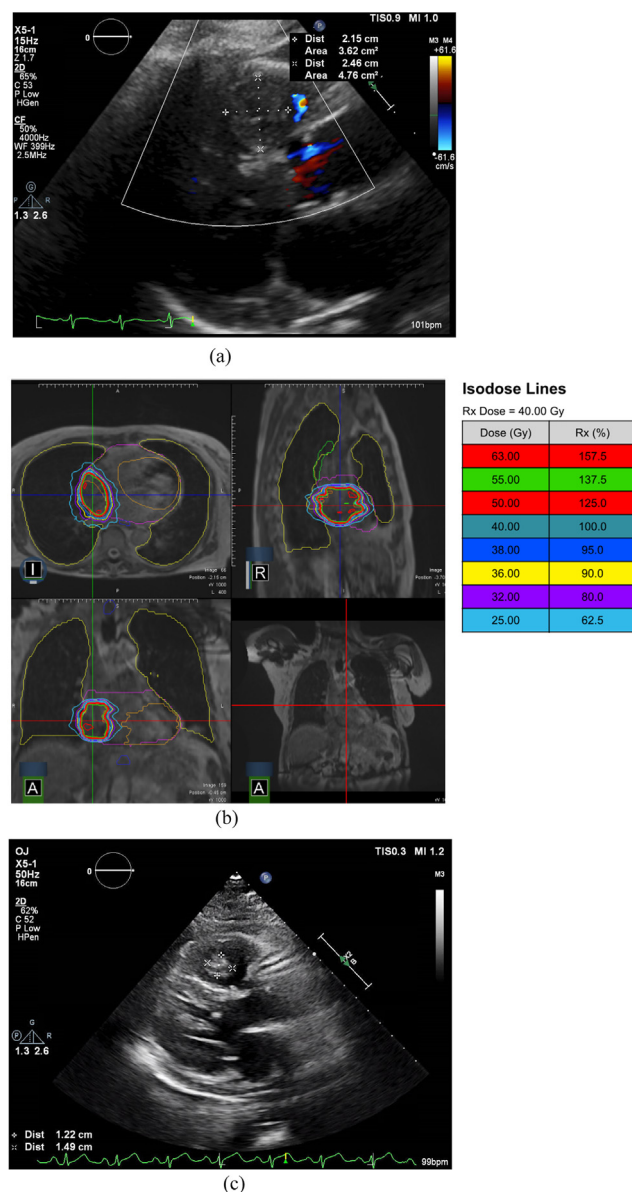 TIS0.9 MI 1.0
X5-1
15Hz
16cm
Z 1.7
2D
65%
C 53
P Low
HGen
CF
50%
4000Hz
WF 399Hz
2.5MHz
0
P
Dist 2.15 cm
Area 3.62 cm²
Dist 2.46 cm
Area 4.76 cm²
M3 M4
+61.6
-61.6
cm/s
G
P R
1.3 2.6
101bpm
(a)
Isodose Lines
Rx Dose = 40.00 Gy
Dose (Gy) Rx (%)
63.00 157.5
55.00 137.5
50.00 125.0
40.00 100.0
38.00 95.0
36.00 90.0
32.00 80.0
25.00 62.5
I
R
A
A
(b)
OJ
X5-1
50Hz
16cm
2D
62%
C 52
P Low
HPen
0
P
TIS0.3 MI 1.2
M3
G
P R
1.3 2.6
Dist 1.22 cm
Dist 1.49 cm
99bpm
(c)